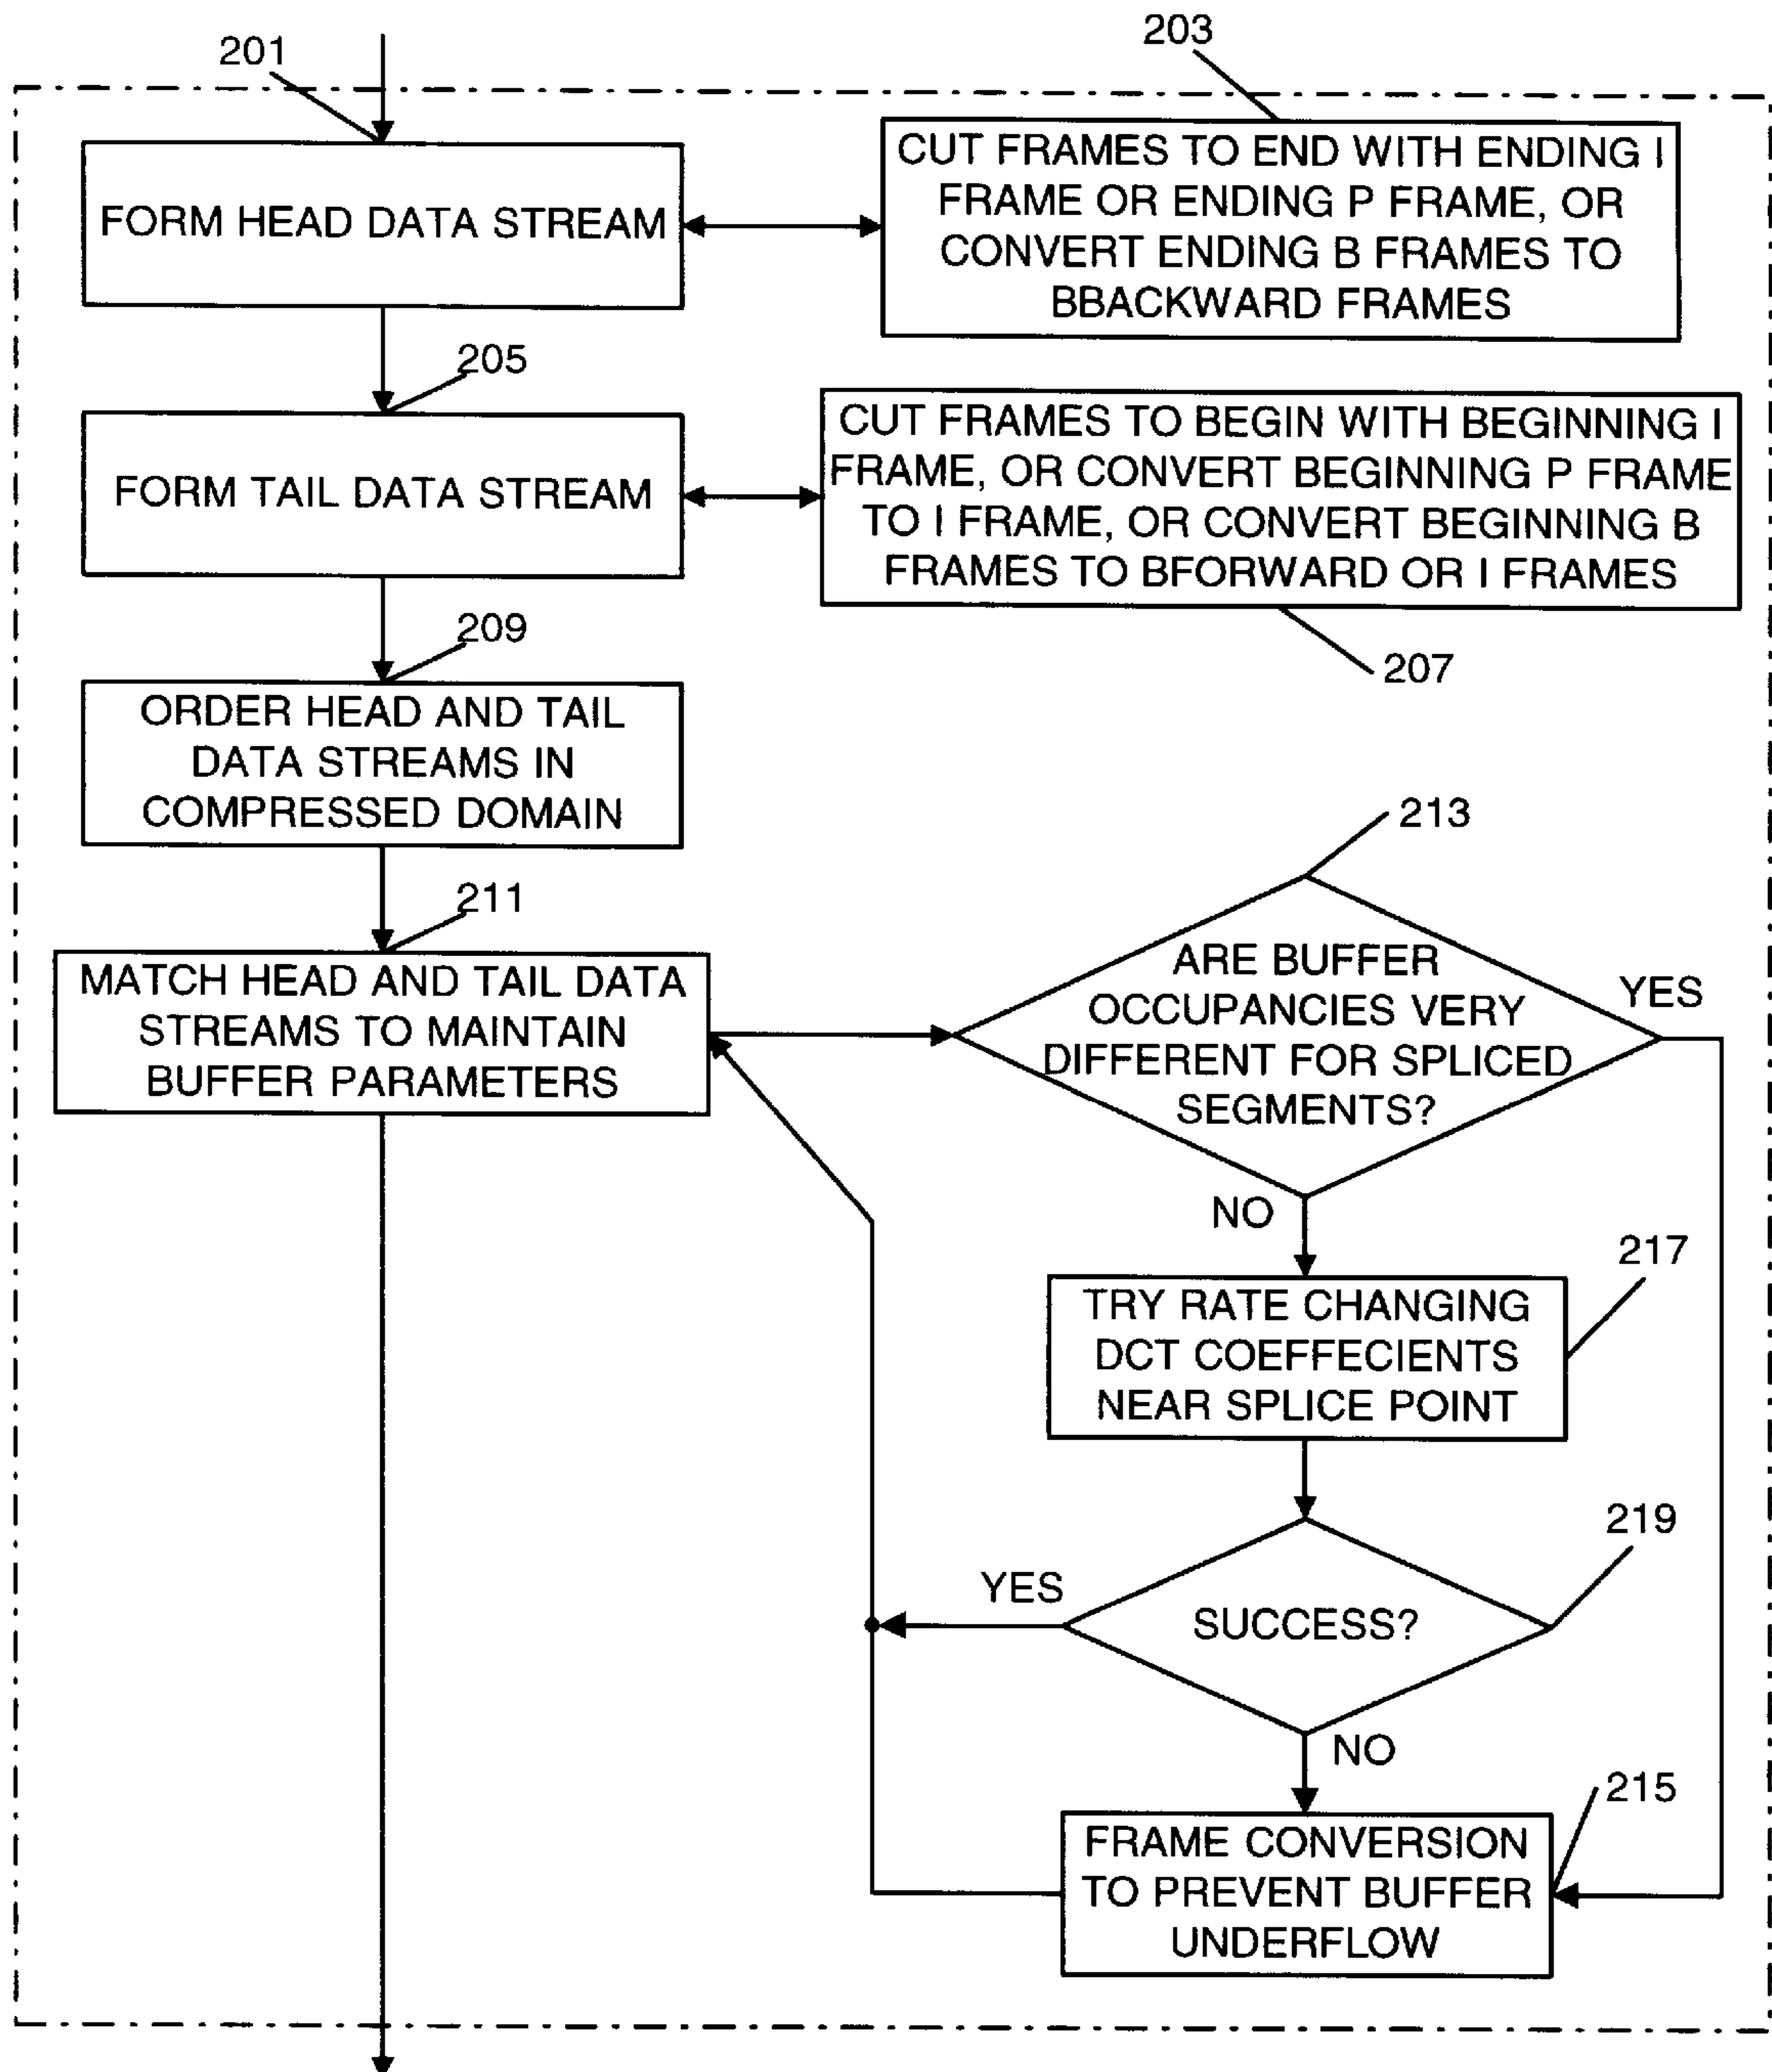 201
203
FORM HEAD DATA STREAM
CUT FRAMES TO END WITH ENDING I
FRAME OR ENDING P FRAME, OR
CONVERT ENDING B FRAMES TO
BBACKWARD FRAMES
205
FORM TAIL DATA STREAM
CUT FRAMES TO BEGIN WITH BEGINNING I
FRAME, OR CONVERT BEGINNING P FRAME
TO I FRAME, OR CONVERT BEGINNING B
FRAMES TO BFORWARD OR I FRAMES
207
209
ORDER HEAD AND TAIL
DATA STREAMS IN
COMPRESSED DOMAIN
211
MATCH HEAD AND TAIL DATA
STREAMS TO MAINTAIN
BUFFER PARAMETERS
213
ARE BUFFER
OCCUPANCIES VERY
DIFFERENT FOR SPLICED
SEGMENTS?
YES
NO
217
TRY RATE CHANGING
DCT COEFFECIENTS
NEAR SPLICE POINT
219
YES
SUCCESS?
NO
215
FRAME CONVERSION
TO PREVENT BUFFER
UNDERFLOW